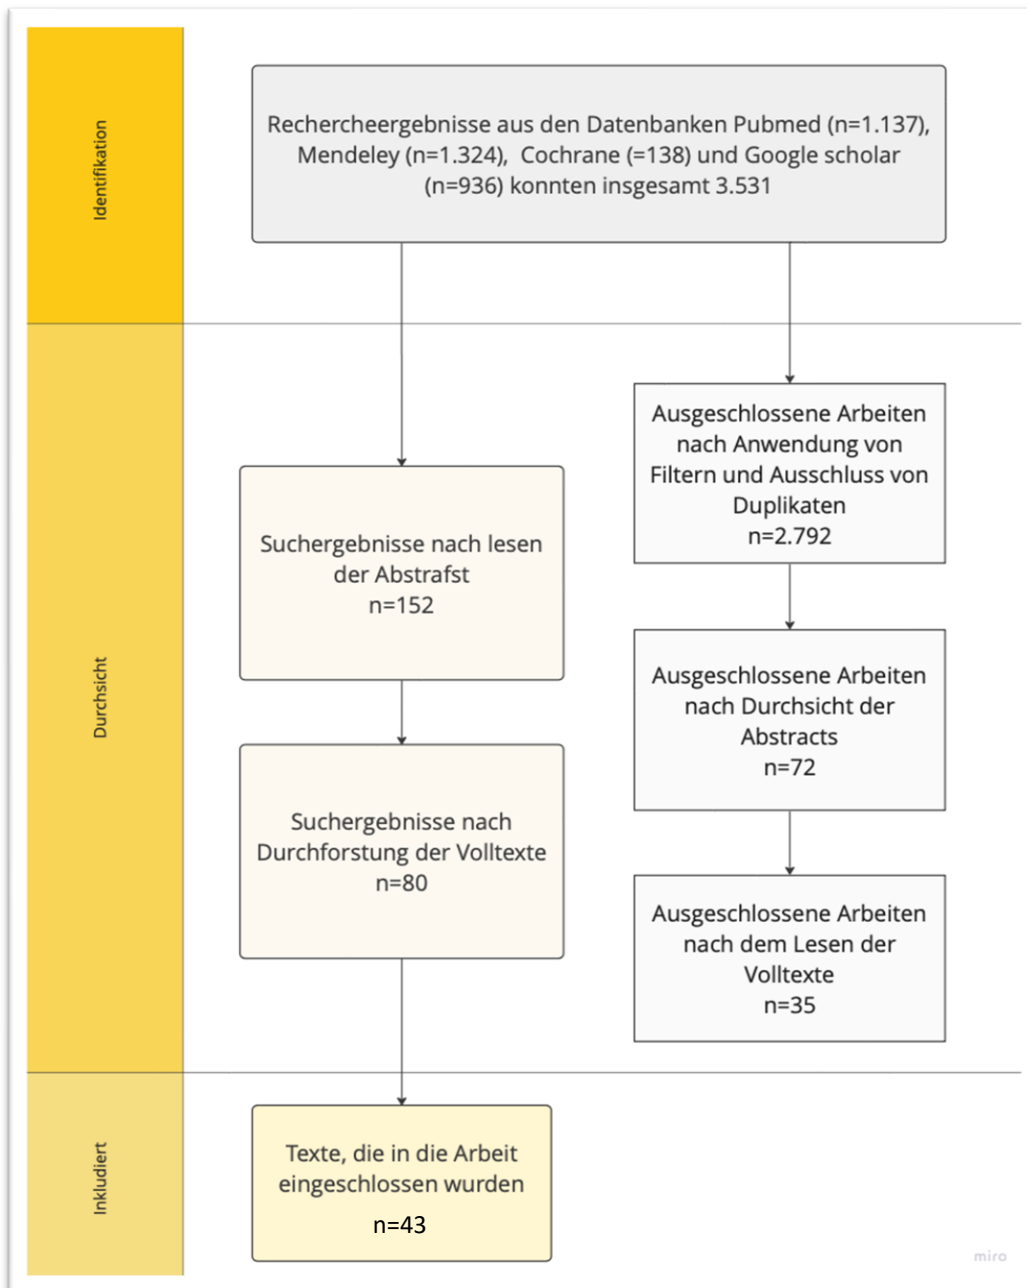 Identifikation
Rechercheergebnisse aus den Datenbanken Pubmed (n=1.137),
Mendeley (n=1.324), Cochrane (=138) und Google scholar
(n=936) konnten insgesamt 3.531
Durchsicht
Ausgeschlossene Arbeiten
nach Anwendung von
Filtern und Ausschluss von
Duplikaten
n=2.792
Suchergebnisse nach lesen
der Abstrafst
n=152
Ausgeschlossene Arbeiten
nach Durchsicht der
Abstracts
n=72
Suchergebnisse nach
Durchforstung der Volltexte
n=80
Ausgeschlossene Arbeiten
nach dem Lesen der
Volltexte
n=35
Inkludiert
Texte, die in die Arbeit
eingeschlossen wurden
n=43
miro